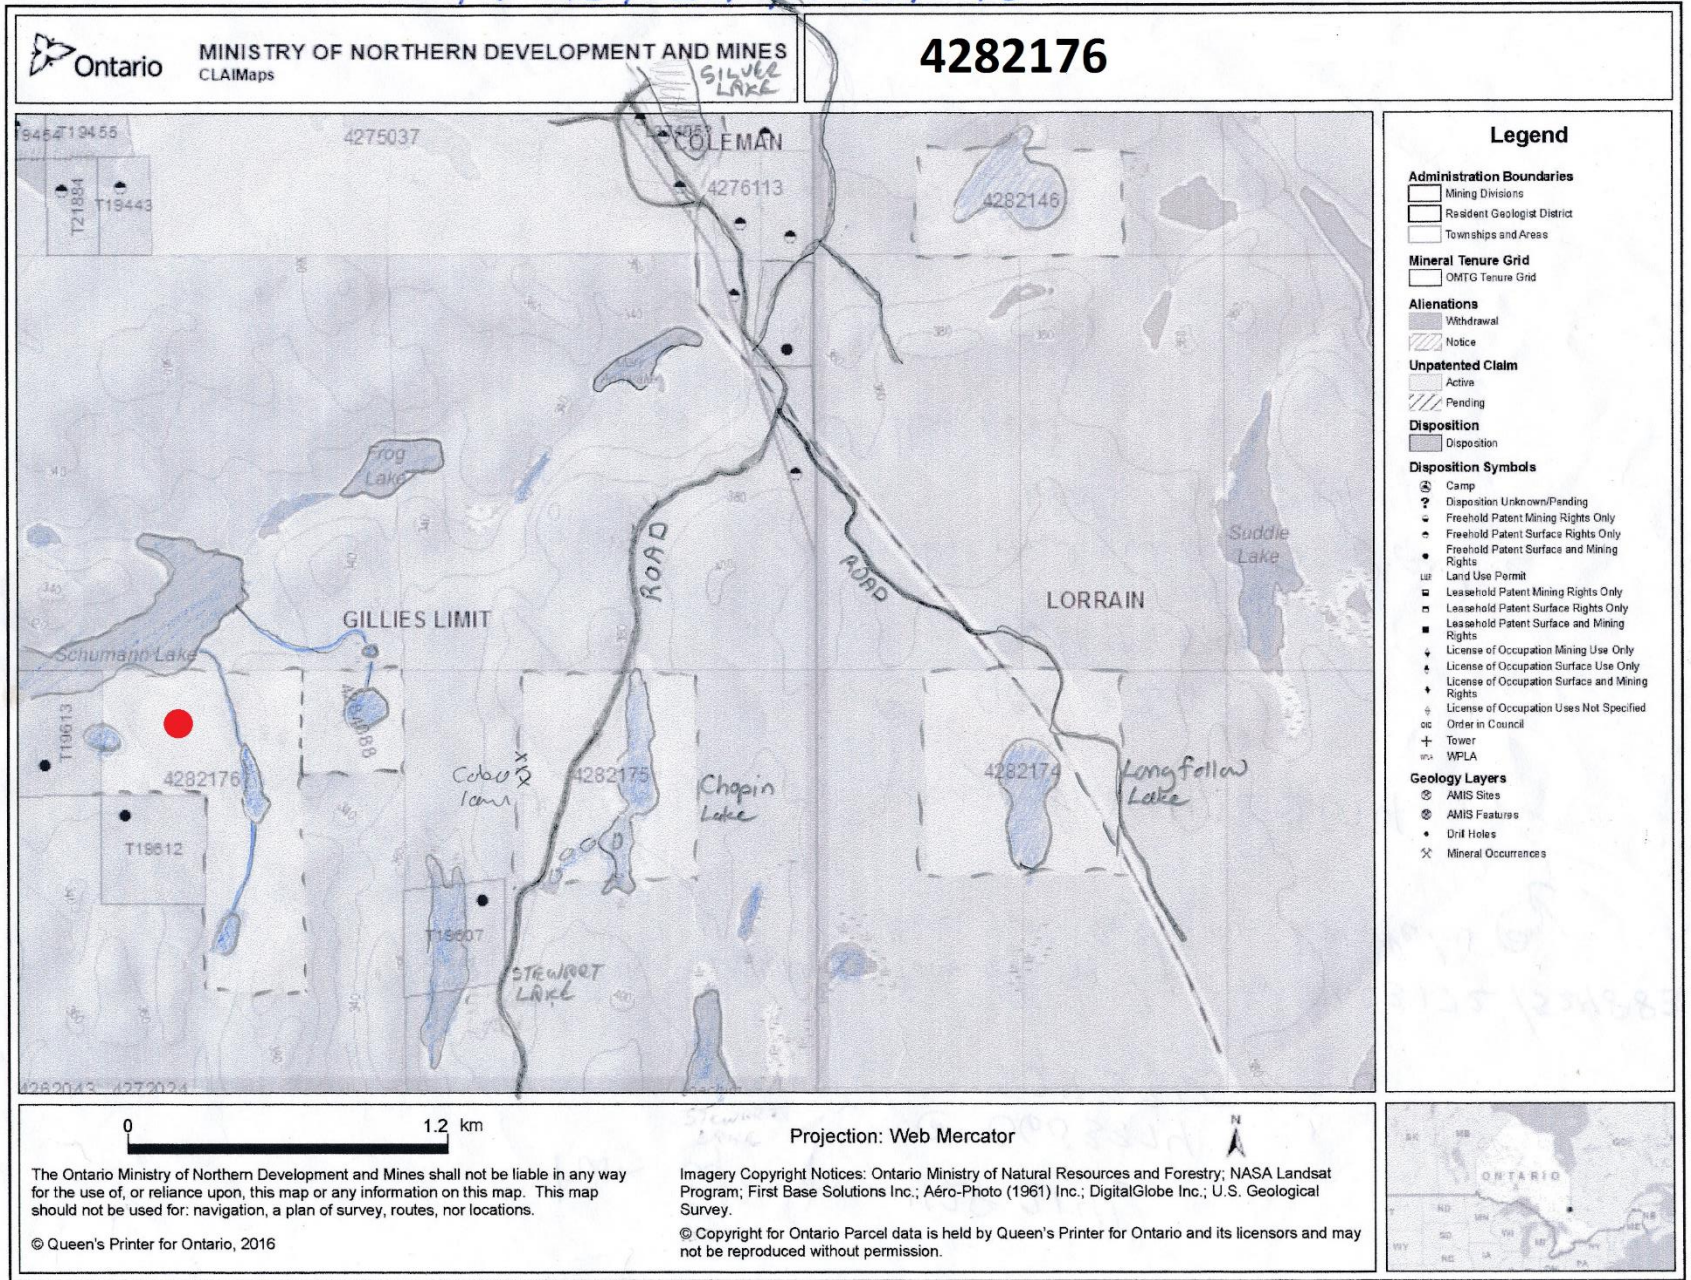 Ontario
MINISTRY OF NORTHERN DEVELOPMENT AND MINES
CLAIMaps
4282176
SILVER
LAKE
T19455
4275037
COLEMAN
4276113
4282146
T21884
T19443
340
380
Frog
Lake
380
340
Suddie
Lake
ROAD
ROAD
GILLIES LIMIT
LORRAIN
Schumann Lake
T19613
4282176
4282175
4282174
Chopin
Lake
Longfellow
Lake
T19612
T19607
STEWART
LAKE
4262043 4272024
Legend
Administration Boundaries
Mining Divisions
Resident Geologist District
Townships and Areas
Mineral Tenure Grid
OMTG Tenure Grid
Alienations
Withdrawal
Notice
Unpatented Claim
Active
Pending
Disposition
Disposition
Disposition Symbols
Camp
? Disposition Unknown/Pending
Freehold Patent Mining Rights Only
Freehold Patent Surface Rights Only
Freehold Patent Surface and Mining
Rights
LUP Land Use Permit
Leasehold Patent Mining Rights Only
Leasehold Patent Surface Rights Only
Leasehold Patent Surface and Mining
Rights
License of Occupation Mining Use Only
License of Occupation Surface Use Only
License of Occupation Surface and Mining
Rights
License of Occupation Uses Not Specified
OIC Order in Council
Tower
WPLA WPLA
Geology Layers
AMIS Sites
AMIS Features
Drill Holes
Mineral Occurrences
0 1.2 km
Projection: Web Mercator
N
The Ontario Ministry of Northern Development and Mines shall not be liable in any way
for the use of, or reliance upon, this map or any information on this map. This map
should not be used for: navigation, a plan of survey, routes, nor locations.
© Queen's Printer for Ontario, 2016
Imagery Copyright Notices: Ontario Ministry of Natural Resources and Forestry; NASA Landsat
Program; First Base Solutions Inc.; Aéro-Photo (1961) Inc.; DigitalGlobe Inc.; U.S. Geological
Survey.
© Copyright for Ontario Parcel data is held by Queen's Printer for Ontario and its licensors and may
not be reproduced without permission.
ONTARIO